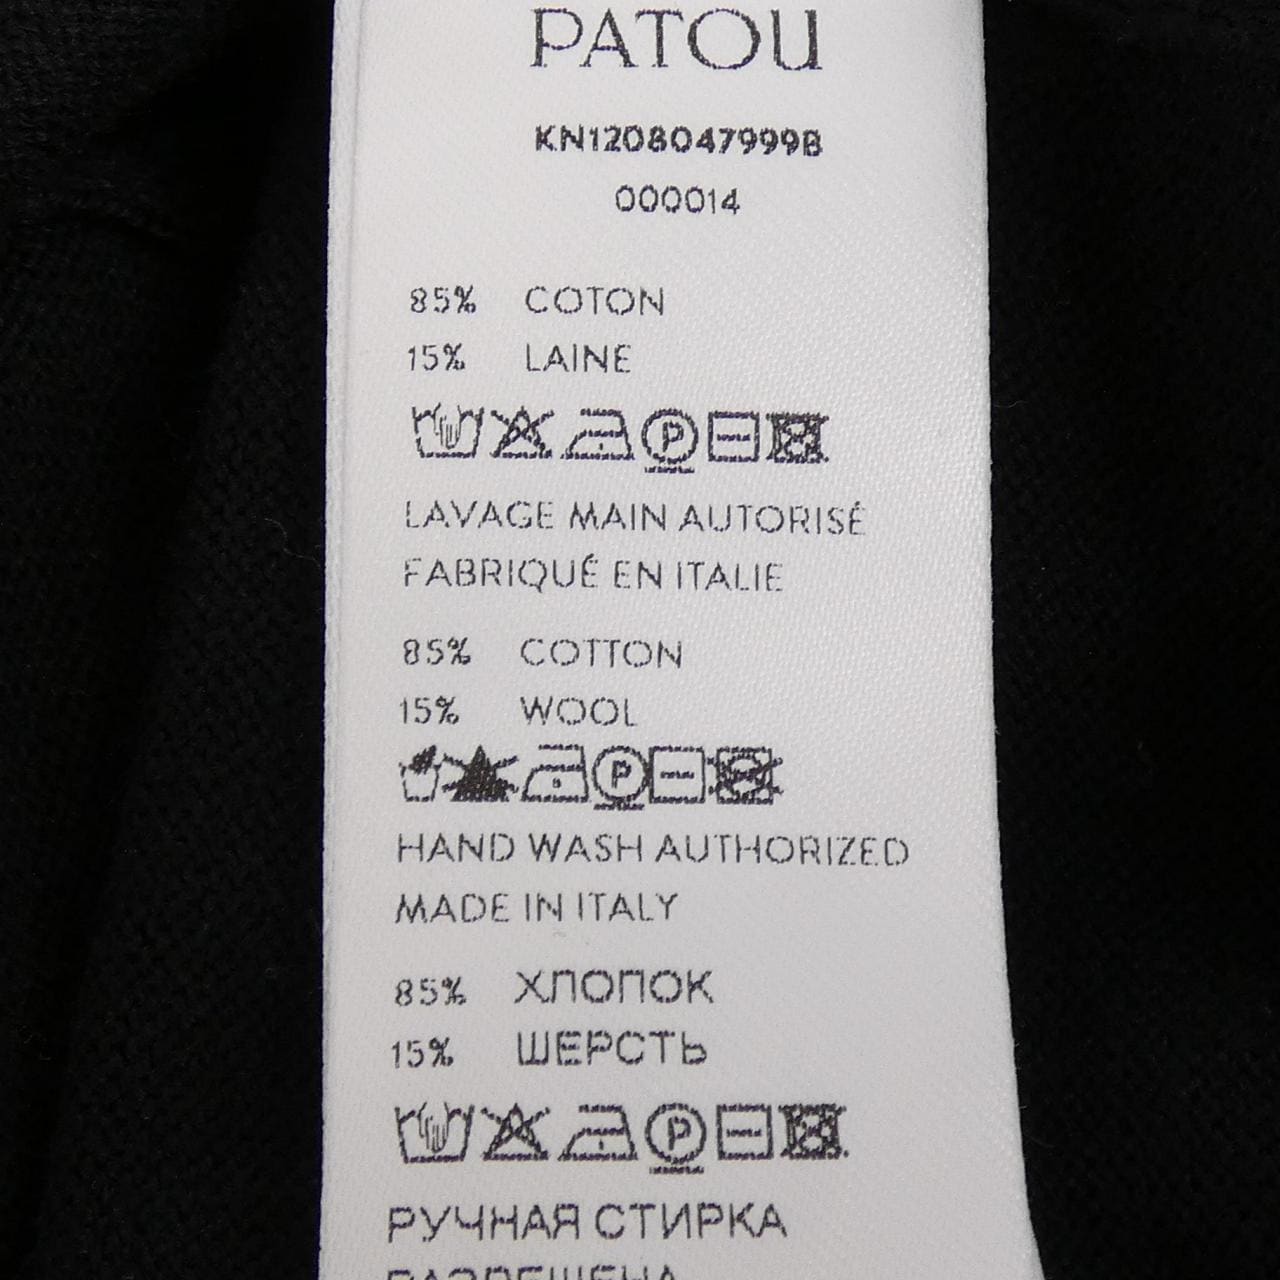 PATOU
KN1208047999B
000014
85% COTON
15% LAINE
LAVAGE MAIN AUTORISÉ
FABRIQUÉ EN ITALIE
85% COTTON
15% WOOL
HAND WASH AUTHORIZED
MADE IN ITALY
85% ХЛОПОК
15% ШЕРСТЬ
РУЧНАЯ СТИРКА
РАЗРЕШЕНА